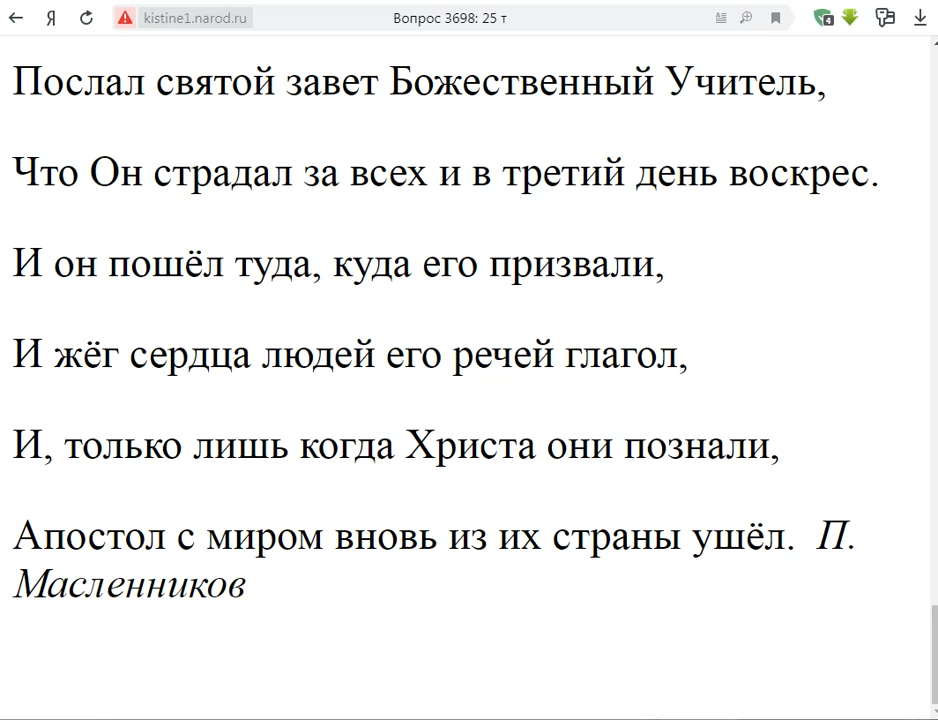 kistine1.narod.ru
Вопрос 3698: 25 т
4
Послал святой завет Божественный Учитель,
Что Он страдал за всех и в третий день воскрес.
И он пошёл туда, куда его призвали,
И жёг сердца людей его речей глагол,
И, только лишь когда Христа они познали,
Апостол с миром вновь из их страны ушёл.  П.
Масленников